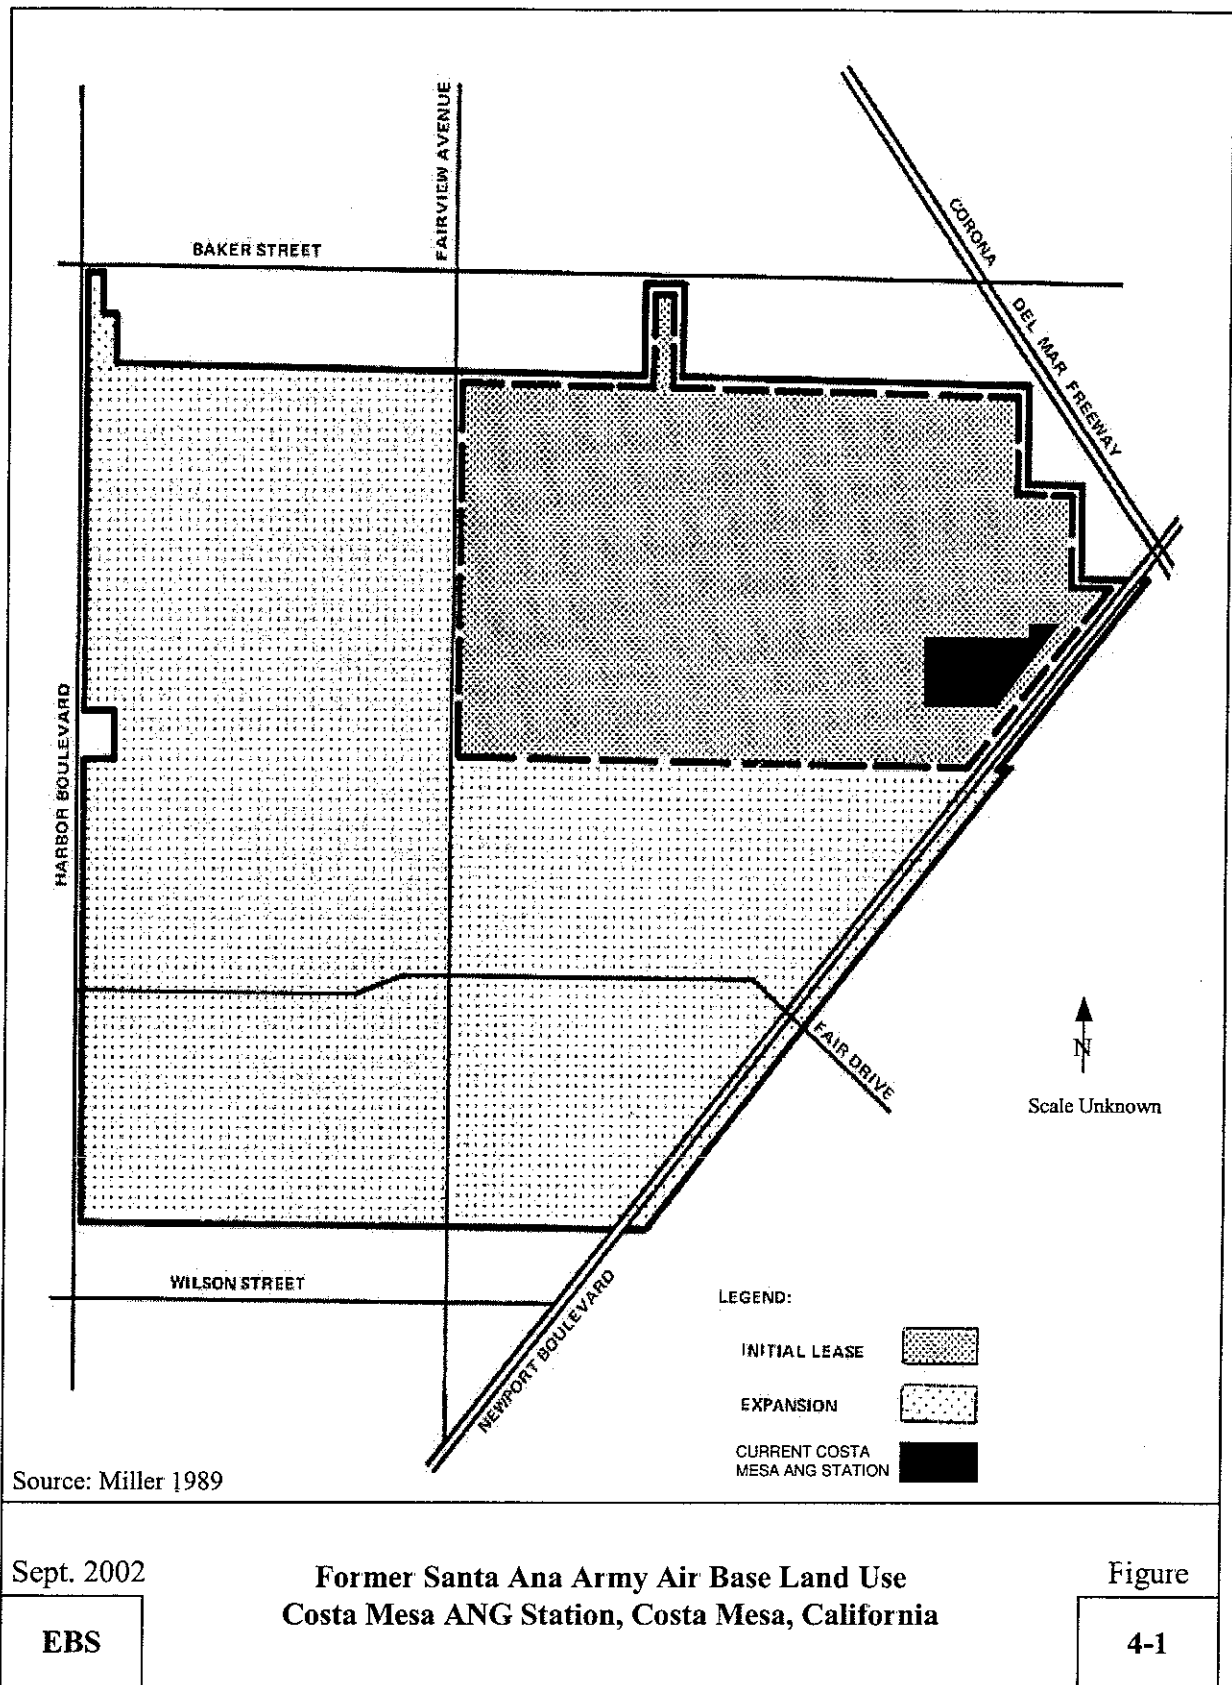 FAIRVIEW AVENUE
BAKER STREET
CORONA
DEL MAR FREEWAY
HARBOR BOULEVARD
FAIR DRIVE
N
Scale Unknown
WILSON STREET
NEWPORT BOULEVARD
LEGEND:
INITIAL LEASE
EXPANSION
CURRENT COSTA
MESA ANG STATION
Source: Miller 1989
Sept. 2002
Former Santa Ana Army Air Base Land Use
Costa Mesa ANG Station, Costa Mesa, California
Figure
EBS
4-1